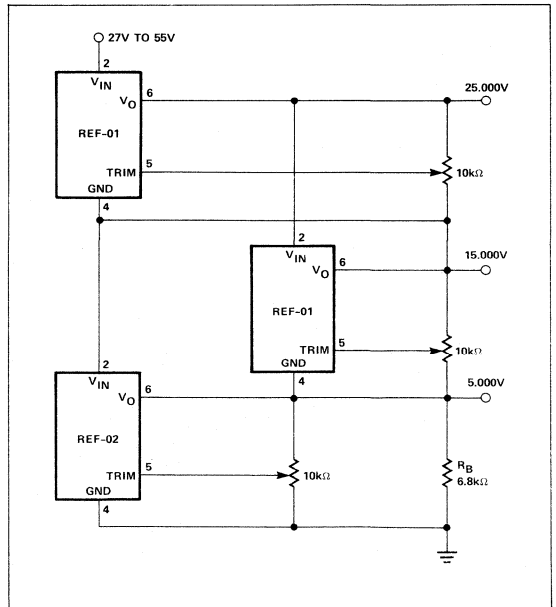 27V TO 55V
2
VIN
VO
6
25.000V
REF-01
TRIM
5
10kΩ
GND
4
2
VIN
VO
6
15.000V
REF-01
TRIM
5
10kΩ
GND
4
2
VIN
VO
6
5.000V
REF-02
TRIM
5
10kΩ
RB
6.8kΩ
GND
4